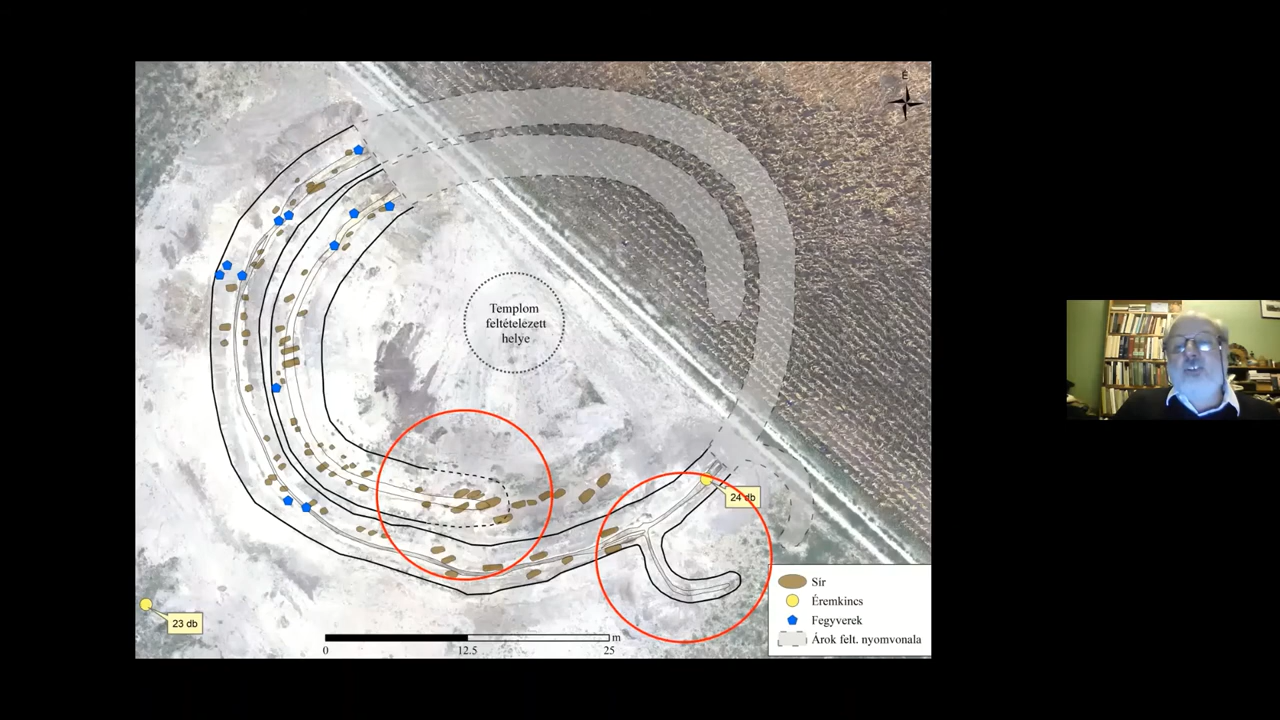 É
Templom
feltételezett
helye
24 db
23 db
0
12.5
25
m
Sír
Éremkincs
Fegyverek
Árok felt. nyomvonala